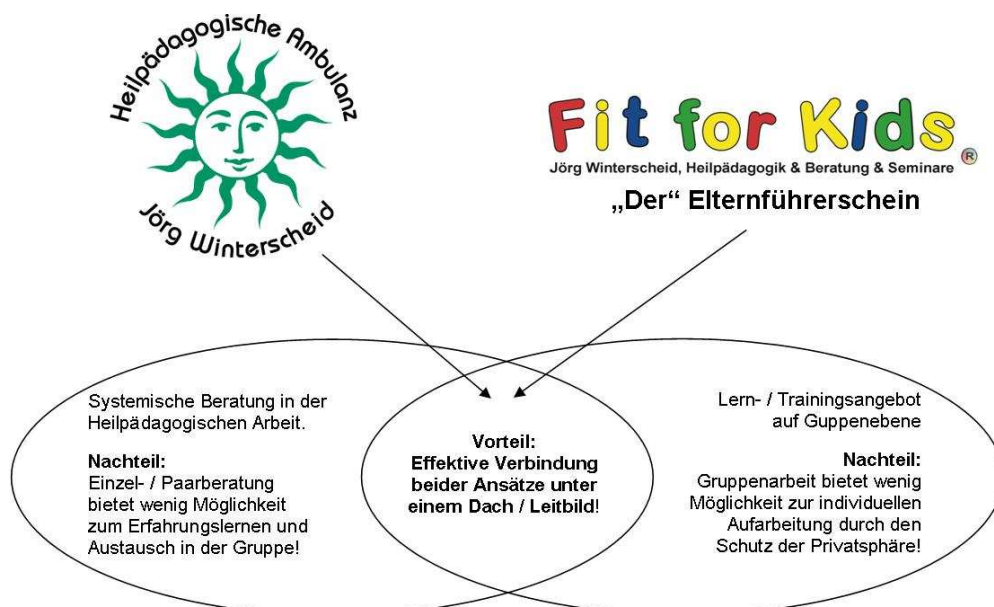 Heilpädagogische Ambulanz
Jörg Winterscheid
Fit for Kids ®
Jörg Winterscheid, Heilpädagogik & Beratung & Seminare
„Der“ Elternführerschein
Systemische Beratung in der
Heilpädagogischen Arbeit.
Nachteil:
Einzel- / Paarberatung
bietet wenig Möglichkeit
zum Erfahrungslernen und
Austausch in der Gruppe!
Vorteil:
Effektive Verbindung
beider Ansätze unter
einem Dach / Leitbild!
Lern- / Trainingsangebot
auf Guppenebene
Nachteil:
Gruppenarbeit bietet wenig
Möglichkeit zur individuellen
Aufarbeitung durch den
Schutz der Privatsphäre!